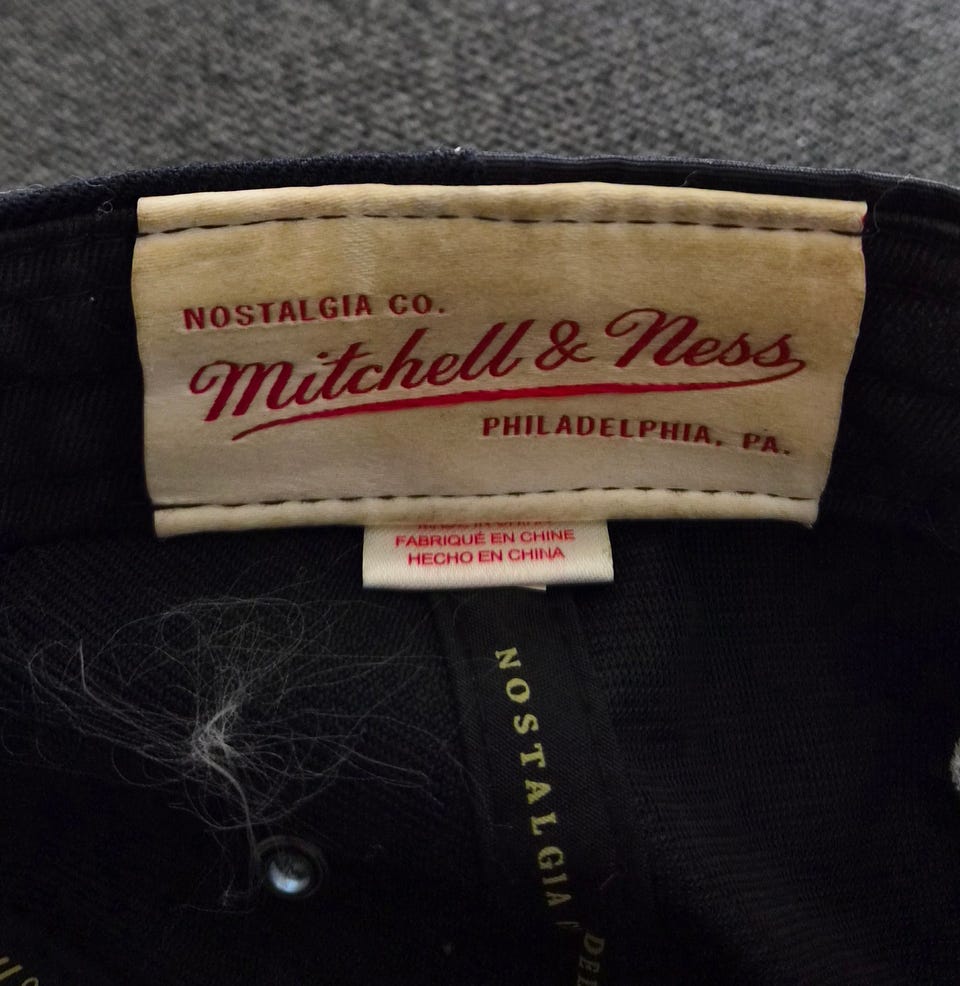 NOSTALGIA CO.
Mitchell & Ness
PHILADELPHIA, PA.
FABRIQUÉ EN CHINE
HECHO EN CHINA
NOSTALGIA